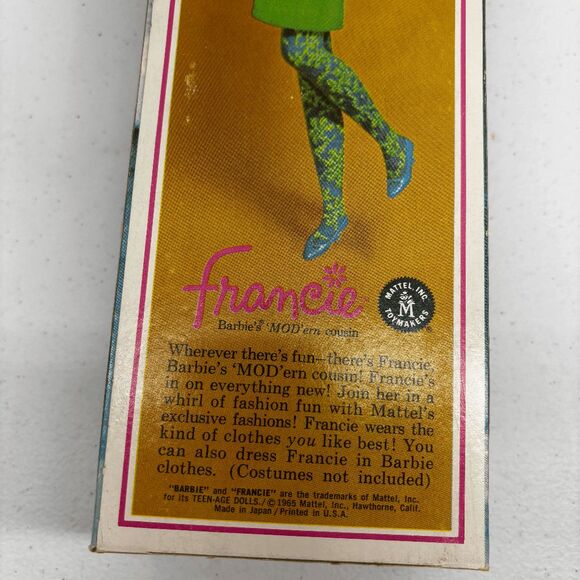 Francie
Barbie's® 'MOD'ern cousin
MATTEL, INC.
M
TOYMAKERS
Wherever there's fun—there's Francie,
Barbie's 'MOD'ern cousin! Francie's
in on everything new! Join her in a
whirl of fashion fun with Mattel's
exclusive fashions! Francie wears the
kind of clothes you like best! You
can also dress Francie in Barbie
clothes. (Costumes not included)
"BARBIE" and "FRANCIE" are the trademarks of Mattel, Inc.
for its TEEN-AGE DOLLS./© 1965 Mattel, Inc., Hawthorne, Calif.
Made in Japan / Printed in U.S.A.